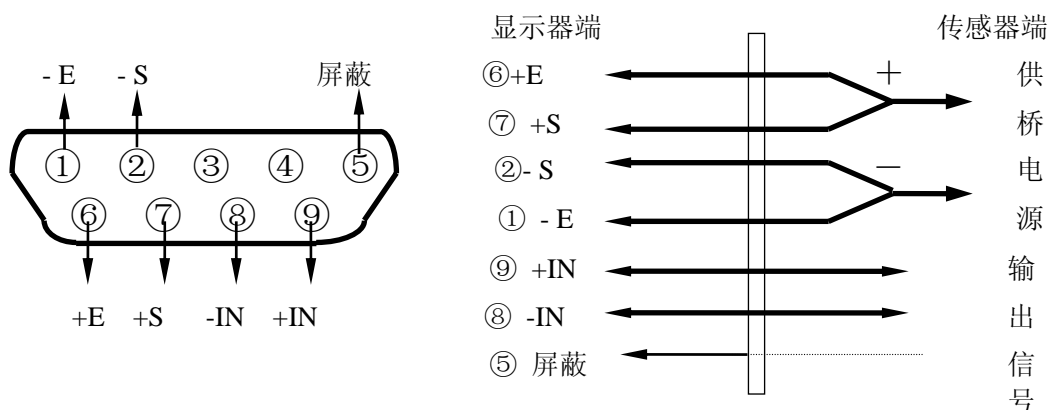 - E - S 屏蔽
① ② ③ ④ ⑤
⑥ ⑦ ⑧ ⑨
+E +S -IN +IN
显示器端 传感器端
⑥+E + 供
⑦ +S 桥
②- S — 电
① - E 源
⑨ +IN 输
⑧ -IN 出
⑤ 屏蔽 信
号